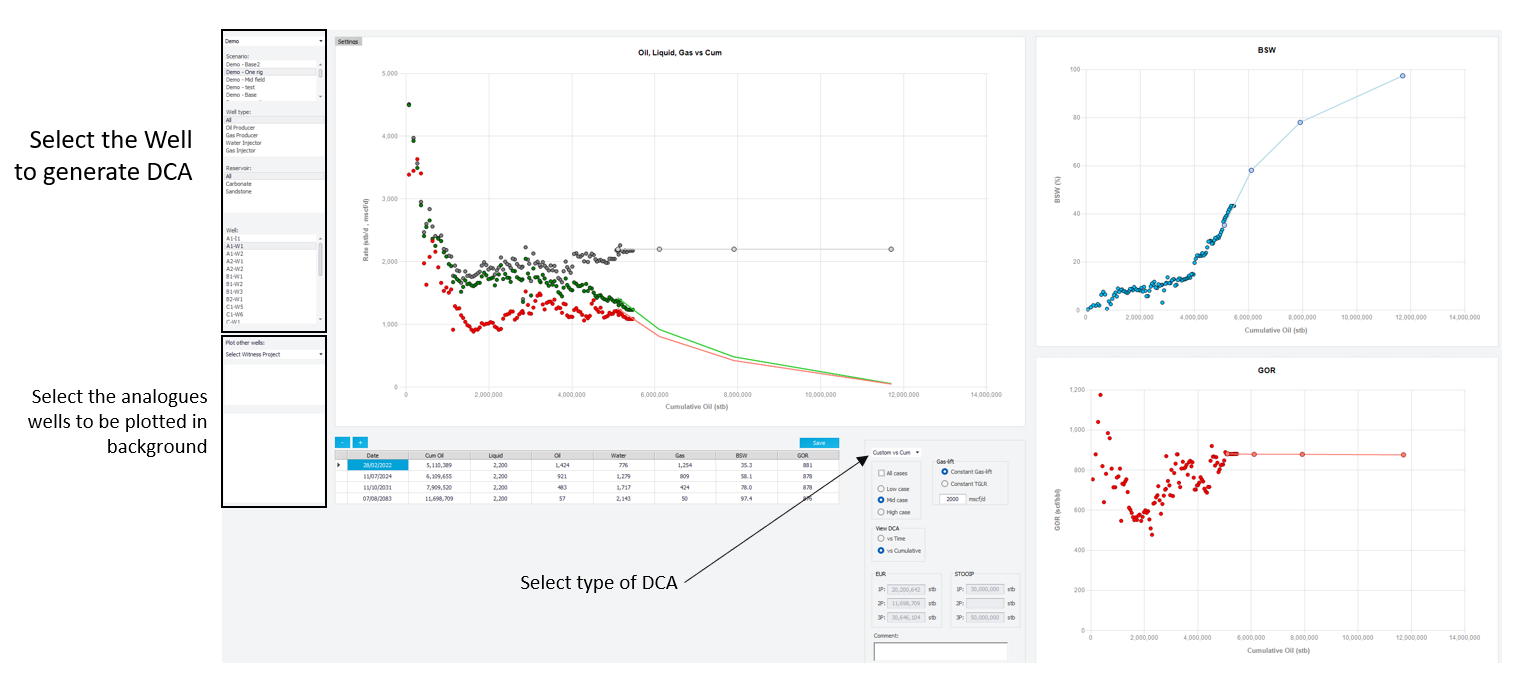 Select the Well
to generate DCA
Select the analogues
wells to be plotted in
background
Demo
Scenario:
Demo - Base2
Demo - One rig
Demo - Mid field
Demo - test
Demo - Base
Well type:
All
Oil Producer
Gas Producer
Water Injector
Gas Injector
Reservoir:
All
Carbonate
Sandstone
Well:
A1-I1
A1-W1
A1-W2
A2-W1
A2-W2
B1-W1
B1-W2
B1-W3
B2-W1
C1-W5
C1-W6
C-W1
Plot other wells:
Select Witness Project
Settings
Oil, Liquid, Gas vs Cum
Rate (stb/d , mscf/d)
5,000
4,000
3,000
2,000
1,000
0
0 2,000,000 4,000,000 6,000,000 8,000,000 10,000,000 12,000,000 14,000,000
Cumulative Oil (stb)
BSW
BSW (%)
100
80
60
40
20
0
0 2,000,000 4,000,000 6,000,000 8,000,000 10,000,000 12,000,000 14,000,000
Cumulative Oil (stb)
GOR
GOR (scf/bbl)
1,200
1,000
800
600
400
200
0
0 2,000,000 4,000,000 6,000,000 8,000,000 10,000,000 12,000,000 14,000,000
Cumulative Oil (stb)
- + Save
Date Cum Oil Liquid Oil Water Gas BSW GOR
28/02/2022 5,110,389 2,200 1,424 776 1,254 35.3 881
11/07/2024 6,109,655 2,200 921 1,279 809 58.1 878
11/10/2031 7,909,520 2,200 483 1,717 424 78.0 878
07/08/2083 11,698,709 2,200 57 2,143 50 97.4 876
Select type of DCA
Custom vs Cum
All cases
Low case
Mid case
High case
Gas-lift
Constant Gas-lift
Constant TGLR
2000 mscf/d
View DCA
vs Time
vs Cumulative
EUR
1P: 20,200,642 stb
2P: 11,698,709 stb
3P: 30,646,104 stb
STOOIP
1P: 30,000,000 stb
2P: stb
3P: 50,000,000 stb
Comment: